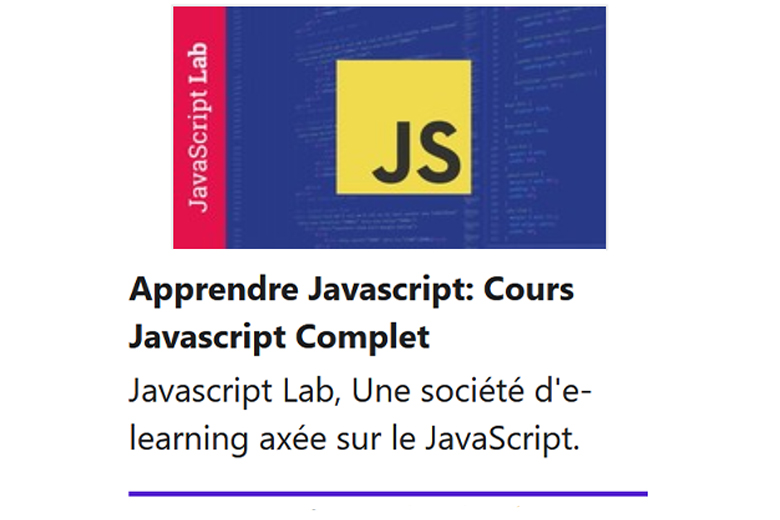 JavaScript Lab
JS
Apprendre Javascript: Cours
Javascript Complet
Javascript Lab, Une société d'e-
learning axée sur le JavaScript.